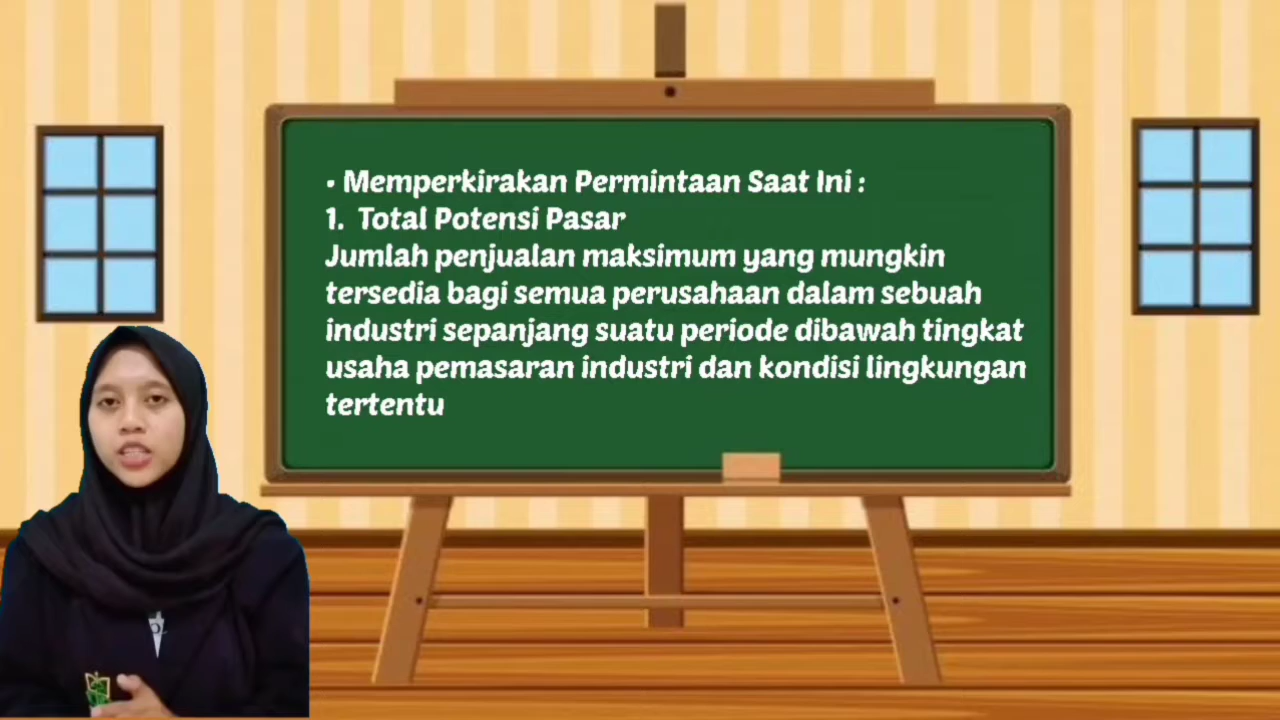 • Memperkirakan Permintaan Saat Ini :
1. Total Potensi Pasar
Jumlah penjualan maksimum yang mungkin
tersedia bagi semua perusahaan dalam sebuah
industri sepanjang suatu periode dibawah tingkat
usaha pemasaran industri dan kondisi lingkungan
tertentu